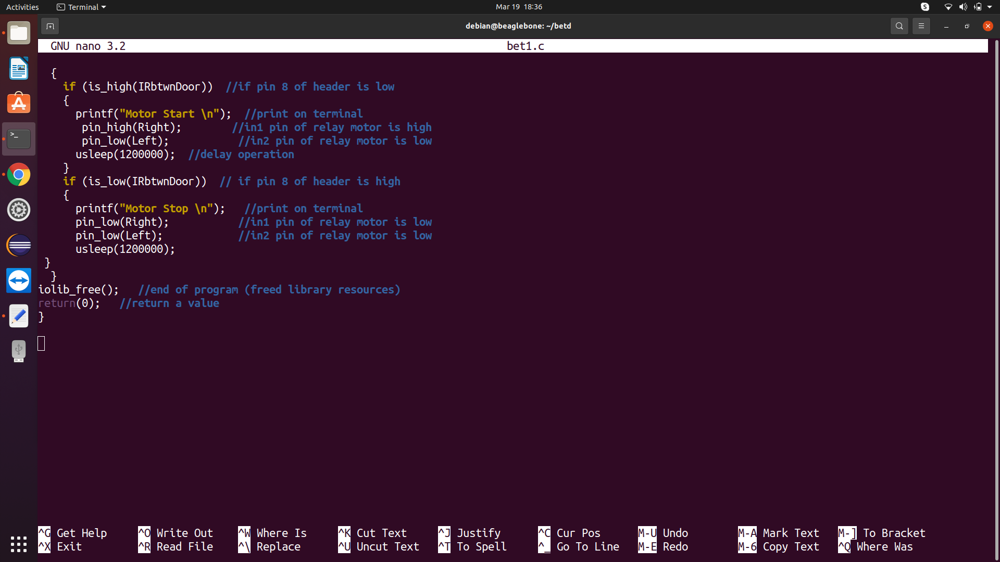 Activities Terminal Mar 19 18:36
debian@beaglebone: ~/betd
GNU nano 3.2 bet1.c
{
if (is_high(IRbtwnDoor)) //if pin 8 of header is low
{
printf("Motor Start \n"); //print on terminal
pin_high(Right); //in1 pin of relay motor is high
pin_low(Left); //in2 pin of relay motor is low
usleep(1200000); //delay operation
}
if (is_low(IRbtwnDoor)) // if pin 8 of header is high
{
printf("Motor Stop \n"); //print on terminal
pin_low(Right); //in1 pin of relay motor is low
pin_low(Left); //in2 pin of relay motor is low
usleep(1200000);
}
}
iolib_free(); //end of program (freed library resources)
return(0); //return a value
}
^G Get Help ^O Write Out ^W Where Is ^K Cut Text ^J Justify ^C Cur Pos M-U Undo M-A Mark Text M-] To Bracket
^X Exit ^R Read File ^\ Replace ^U Uncut Text ^T To Spell ^_ Go To Line M-E Redo M-6 Copy Text ^Q Where Was